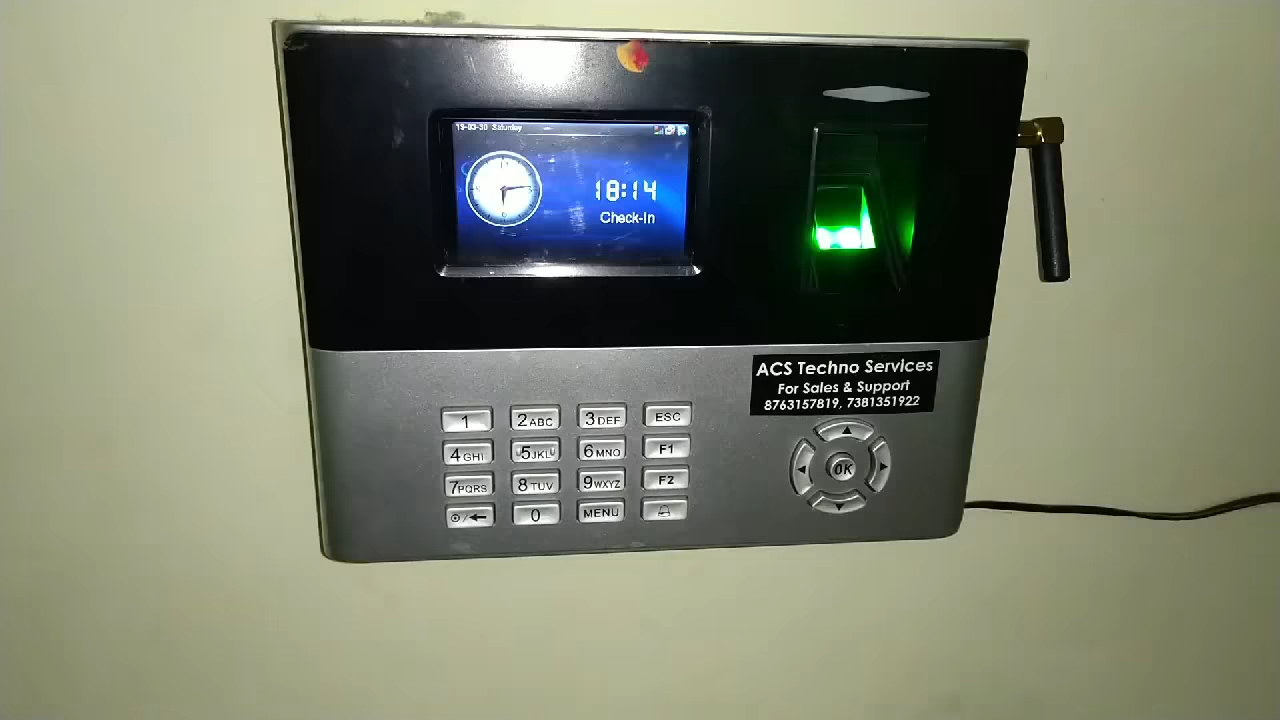 19-03-30 Saturday
18:14
Check-In
ACS Techno Services
For Sales & Support
8763157819, 7381351922
1 2ABC 3DEF ESC
4GHI 5JKL 6MNO F1
7PQRS 8TUV 9WXYZ F2
0 MENU
OK